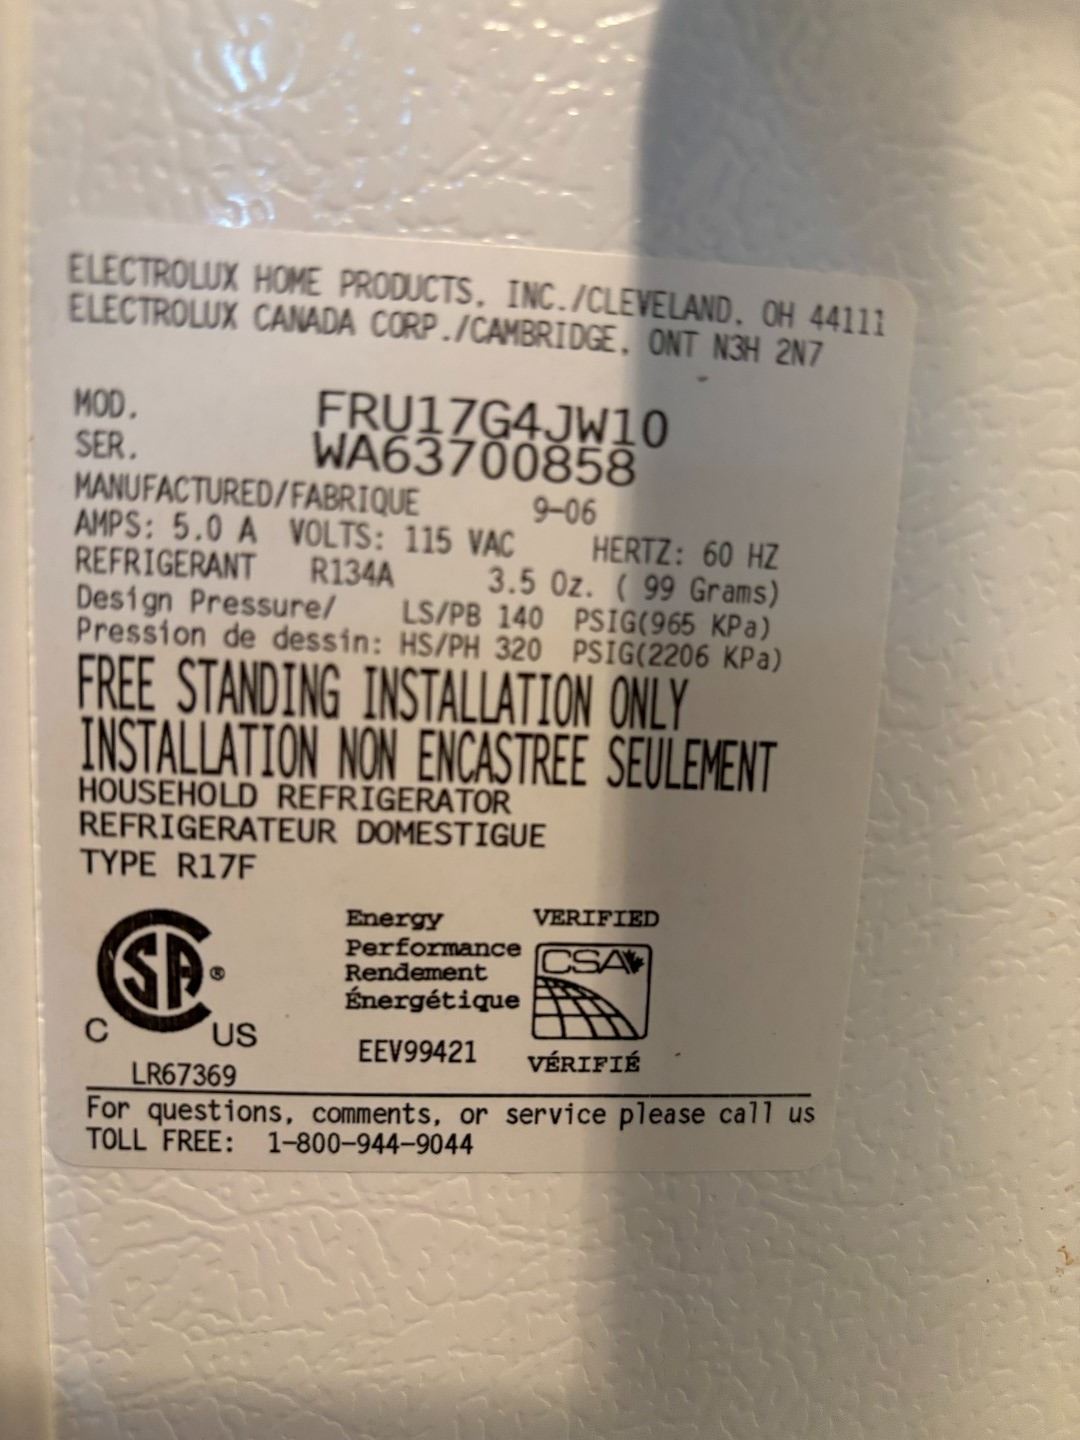 ELECTROLUX HOME PRODUCTS, INC./CLEVELAND, OH 44111
ELECTROLUX CANADA CORP./CAMBRIDGE, ONT N3H 2N7
MOD. FRU17G4JW10
SER. WA63700858
MANUFACTURED/FABRIQUE 9-06
AMPS: 5.0 A VOLTS: 115 VAC HERTZ: 60 HZ
REFRIGERANT R134A 3.5 Oz. ( 99 Grams)
Design Pressure/ LS/PB 140 PSIG(965 KPa)
Pression de dessin: HS/PH 320 PSIG(2206 KPa)
FREE STANDING INSTALLATION ONLY
INSTALLATION NON ENCASTREE SEULEMENT
HOUSEHOLD REFRIGERATOR
REFRIGERATEUR DOMESTIGUE
TYPE R17F
CSA ®
C US
LR67369
Energy
Performance
Rendement
Énergétique
EEV99421
VERIFIED
CSA
VÉRIFIÉ
For questions, comments, or service please call us
TOLL FREE: 1-800-944-9044